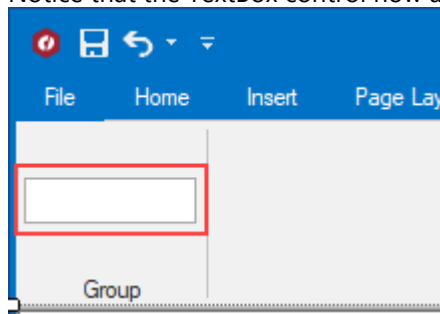 Notice that the TextBox control now a
File Home Insert Page Lay
Group